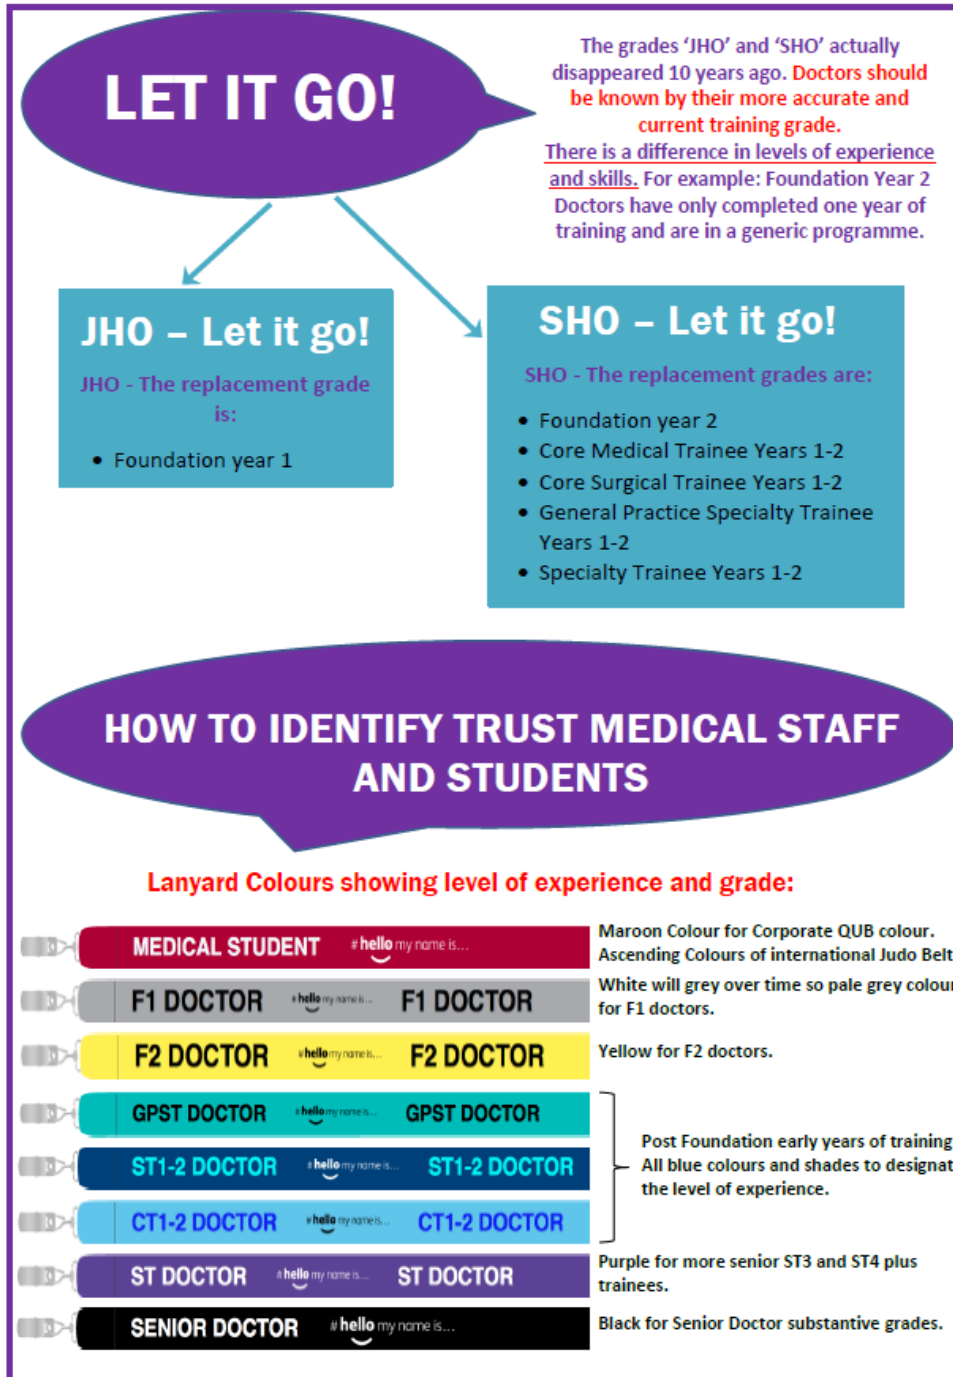 LET IT GO!
The grades ‘JHO’ and ‘SHO’ actually
disappeared 10 years ago. Doctors should
be known by their more accurate and
current training grade.
There is a difference in levels of experience
and skills. For example: Foundation Year 2
Doctors have only completed one year of
training and are in a generic programme.
JHO – Let it go!
JHO - The replacement grade
is:
• Foundation year 1
SHO – Let it go!
SHO - The replacement grades are:
• Foundation year 2
• Core Medical Trainee Years 1-2
• Core Surgical Trainee Years 1-2
• General Practice Specialty Trainee
Years 1-2
• Specialty Trainee Years 1-2
HOW TO IDENTIFY TRUST MEDICAL STAFF
AND STUDENTS
Lanyard Colours showing level of experience and grade:
MEDICAL STUDENT #hello my name is...
Maroon Colour for Corporate QUB colour.
Ascending Colours of international Judo Belt
F1 DOCTOR #hello my name is... F1 DOCTOR
White will grey over time so pale grey colour
for F1 doctors.
F2 DOCTOR #hello my name is... F2 DOCTOR
Yellow for F2 doctors.
GPST DOCTOR #hello my name is... GPST DOCTOR
ST1-2 DOCTOR #hello my name is... ST1-2 DOCTOR
CT1-2 DOCTOR #hello my name is... CT1-2 DOCTOR
Post Foundation early years of training
All blue colours and shades to designat
the level of experience.
ST DOCTOR #hello my name is... ST DOCTOR
Purple for more senior ST3 and ST4 plus
trainees.
SENIOR DOCTOR #hello my name is...
Black for Senior Doctor substantive grades.